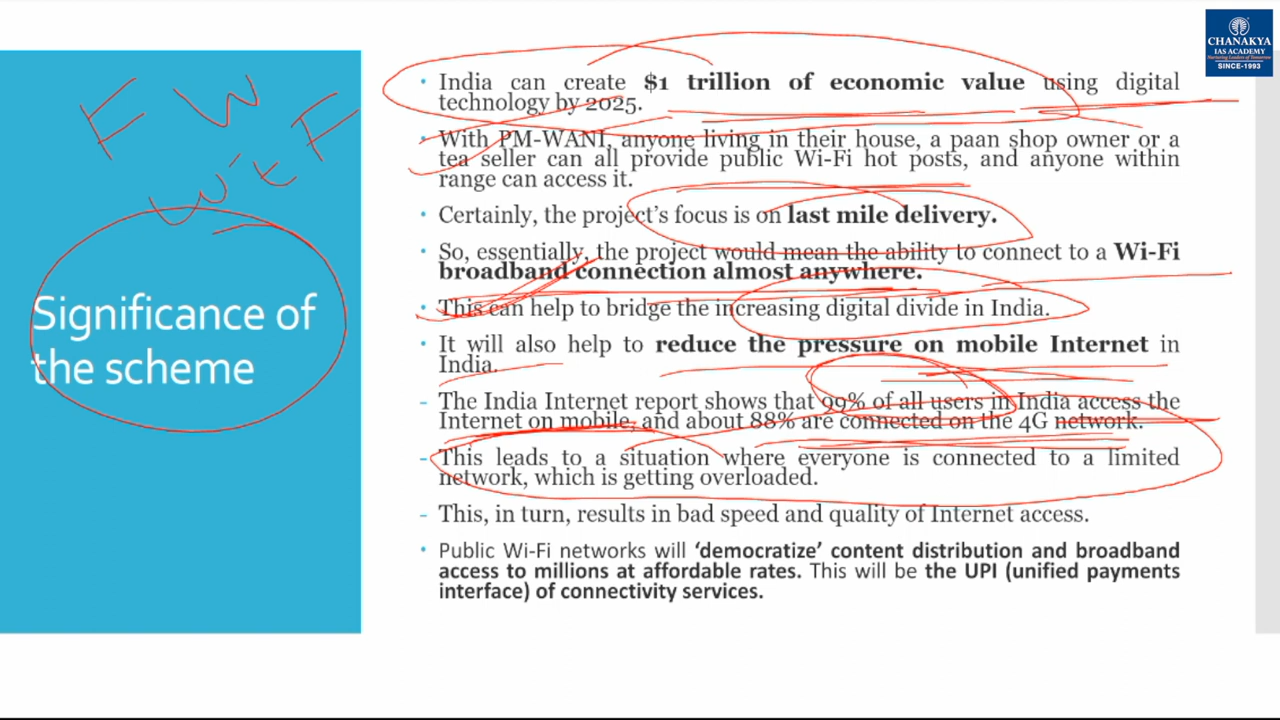 CHANAKYA
IAS ACADEMY
Nurturing Leaders of Tomorrow
SINCE-1993
F W
Wi F
Significance of
the scheme
• India can create $1 trillion of economic value using digital
technology by 2025.
• With PM-WANI, anyone living in their house, a paan shop owner or a
tea seller can all provide public Wi-Fi hot posts, and anyone within
range can access it.
• Certainly, the project's focus is on last mile delivery.
• So, essentially, the project would mean the ability to connect to a Wi-Fi
broadband connection almost anywhere.
• This can help to bridge the increasing digital divide in India.
• It will also help to reduce the pressure on mobile Internet in
India.
- The India Internet report shows that 99% of all users in India access the
Internet on mobile, and about 88% are connected on the 4G network.
- This leads to a situation where everyone is connected to a limited
network, which is getting overloaded.
- This, in turn, results in bad speed and quality of Internet access.
• Public Wi-Fi networks will ‘democratize’ content distribution and broadband
access to millions at affordable rates. This will be the UPI (unified payments
interface) of connectivity services.